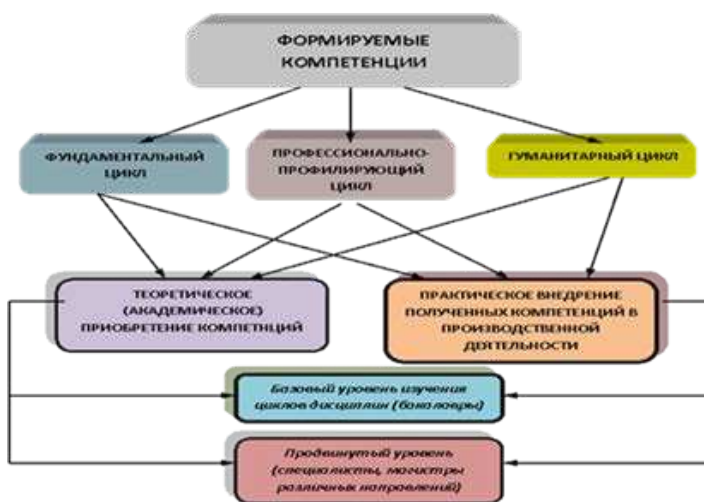 ФОРМИРУЕМЫЕ
КОМПЕТЕНЦИИ
ФУНДАМЕНТАЛЬНЫЙ
ЦИКЛ
ПРОФЕССИОНАЛЬНО-
ПРОФИЛИРУЮЩИЙ
ЦИКЛ
ГУМАНИТАРНЫЙ ЦИКЛ
ТЕОРЕТИЧЕСКОЕ
(АКАДЕМИЧЕСКОЕ)
ПРИОБРЕТЕНИЕ КОМПЕТНЦИЙ
ПРАКТИЧЕСКОЕ ВНЕДРЕНИЕ
ПОЛУЧЕННЫХ КОМПЕТЕНЦИЙ В
ПРОИЗВОДСТВЕННОЙ
ДЕЯТЕЛЬНОСТИ
Базовый уровень изучения
циклов дисциплин (бакалавры)
Продвинутый уровень
(специалисты, магистры
различных направлений)